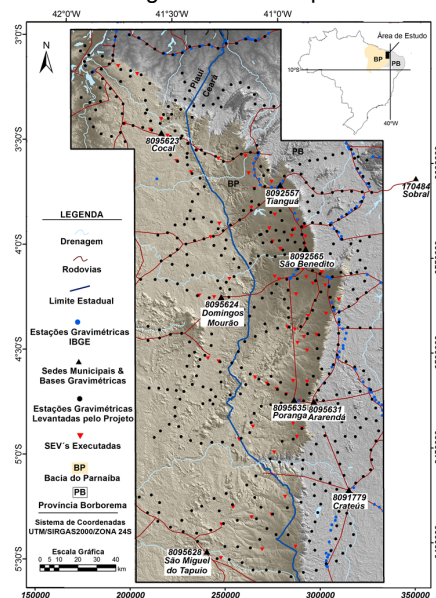 42°0'W
41°30'W
41°0'W
3°0'S
3°30'S
4°0'S
4°30'S
5°0'S
5°30'S
N
Área de Estudo
BP
PB
10°S
40°W
Piauí
Ceará
PB
BP
8095623
Cocal
8092557
Tianguá
170484
Sobral
8092565
São Benedito
8095624
Domingos
Mourão
8095635
Poranga
8095631
Ararendá
8091779
Crateús
8095628
São Miguel
do Tapuio
LEGENDA
Drenagem
Rodovias
Limite Estadual
Estações Gravimétricas
IBGE
Sedes Municipais &
Bases Gravimétricas
Estações Gravimétricas
Levantadas pelo Projeto
SEV´s Executadas
BP
Bacia do Parnaíba
PB
Província Borborema
Sistema de Coordenadas
UTM/SIRGAS2000/ZONA 24S
Escala Gráfica
0 5 10 20 30 40
km
150000
200000
250000
300000
350000